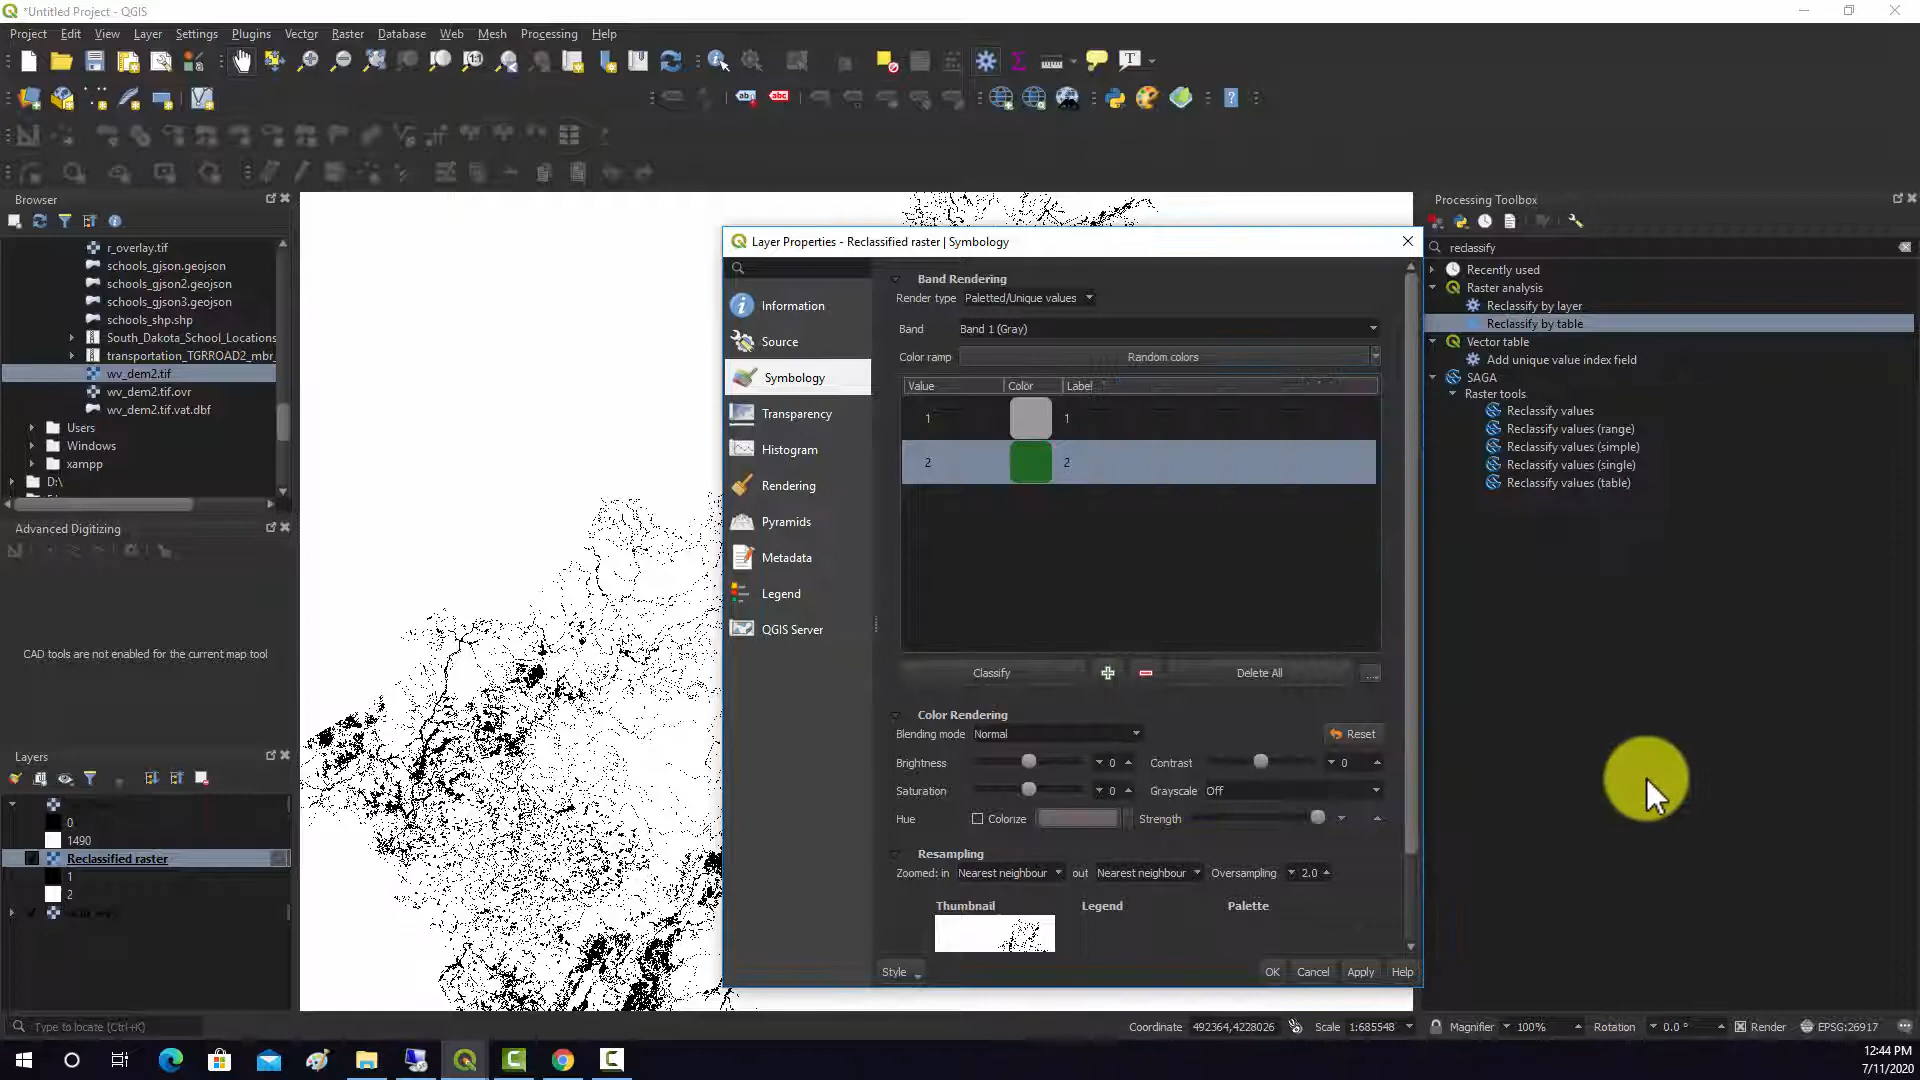 *Untitled Project - QGIS
Project Edit View Layer Settings Plugins Vector Raster Database Web Mesh Processing Help
Browser
r_overlay.tif
schools_gjson.geojson
schools_gjson2.geojson
schools_gjson3.geojson
schools_shp.shp
South_Dakota_School_Locations
transportation_TGRROAD2_mbr_
wv_dem2.tif
wv_dem2.tif.ovr
wv_dem2.tif.vat.dbf
Users
Windows
xampp
D:\
Advanced Digitizing
CAD tools are not enabled for the current map tool
Layers
0
1490
Reclassified raster
1
2
Type to locate (Ctrl+K)
Layer Properties - Reclassified raster | Symbology
Information
Source
Symbology
Transparency
Histogram
Rendering
Pyramids
Metadata
Legend
QGIS Server
Band Rendering
Render type Paletted/Unique values
Band Band 1 (Gray)
Color ramp Random colors
Value Color Label
1 1
2 2
Classify Delete All ...
Color Rendering
Blending mode Normal Reset
Brightness 0 Contrast 0
Saturation 0 Grayscale Off
Hue Colorize Strength
Resampling
Zoomed: in Nearest neighbour out Nearest neighbour Oversampling 2.0
Thumbnail Legend Palette
Style OK Cancel Apply Help
Processing Toolbox
reclassify
Recently used
Raster analysis
Reclassify by layer
Reclassify by table
Vector table
Add unique value index field
SAGA
Raster tools
Reclassify values
Reclassify values (range)
Reclassify values (simple)
Reclassify values (single)
Reclassify values (table)
Coordinate 492364,4228026 Scale 1:685548 Magnifier 100% Rotation 0.0 ° Render EPSG:26917
12:44 PM
7/11/2020